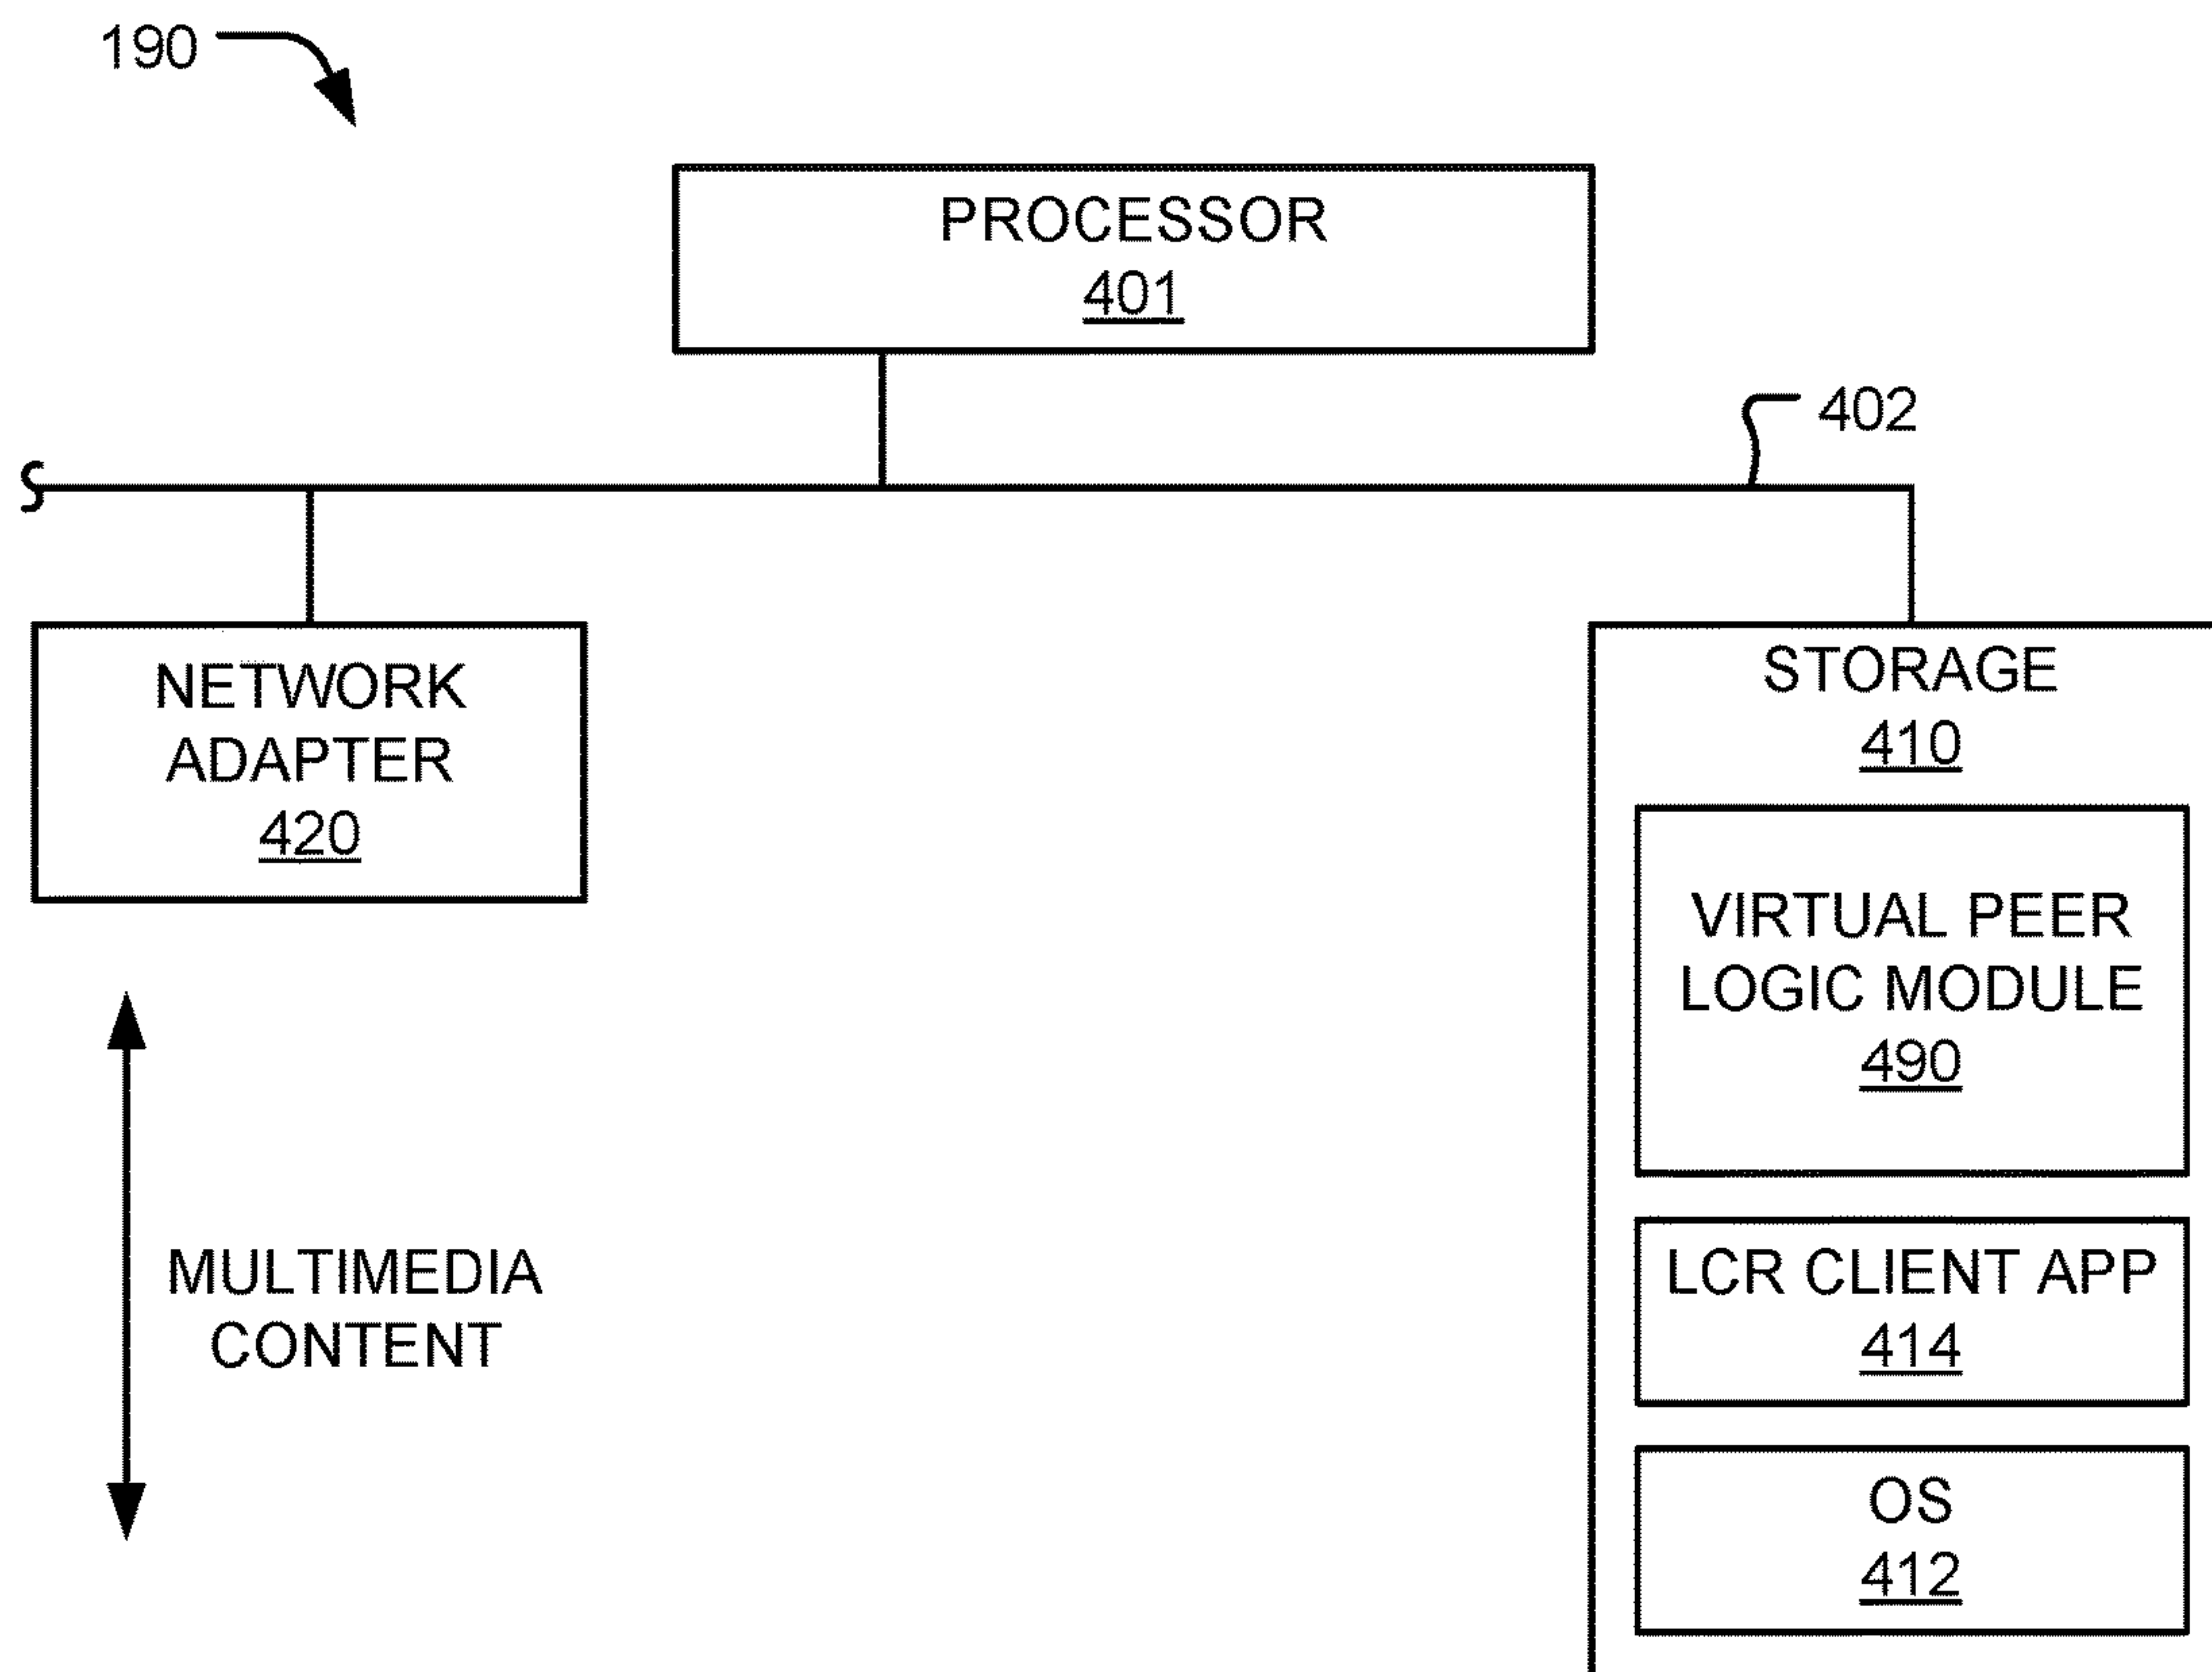 190
PROCESSOR
401
402
NETWORK
ADAPTER
420
STORAGE
410
VIRTUAL PEER
LOGIC MODULE
490
MULTIMEDIA
CONTENT
LCR CLIENT APP
414
OS
412